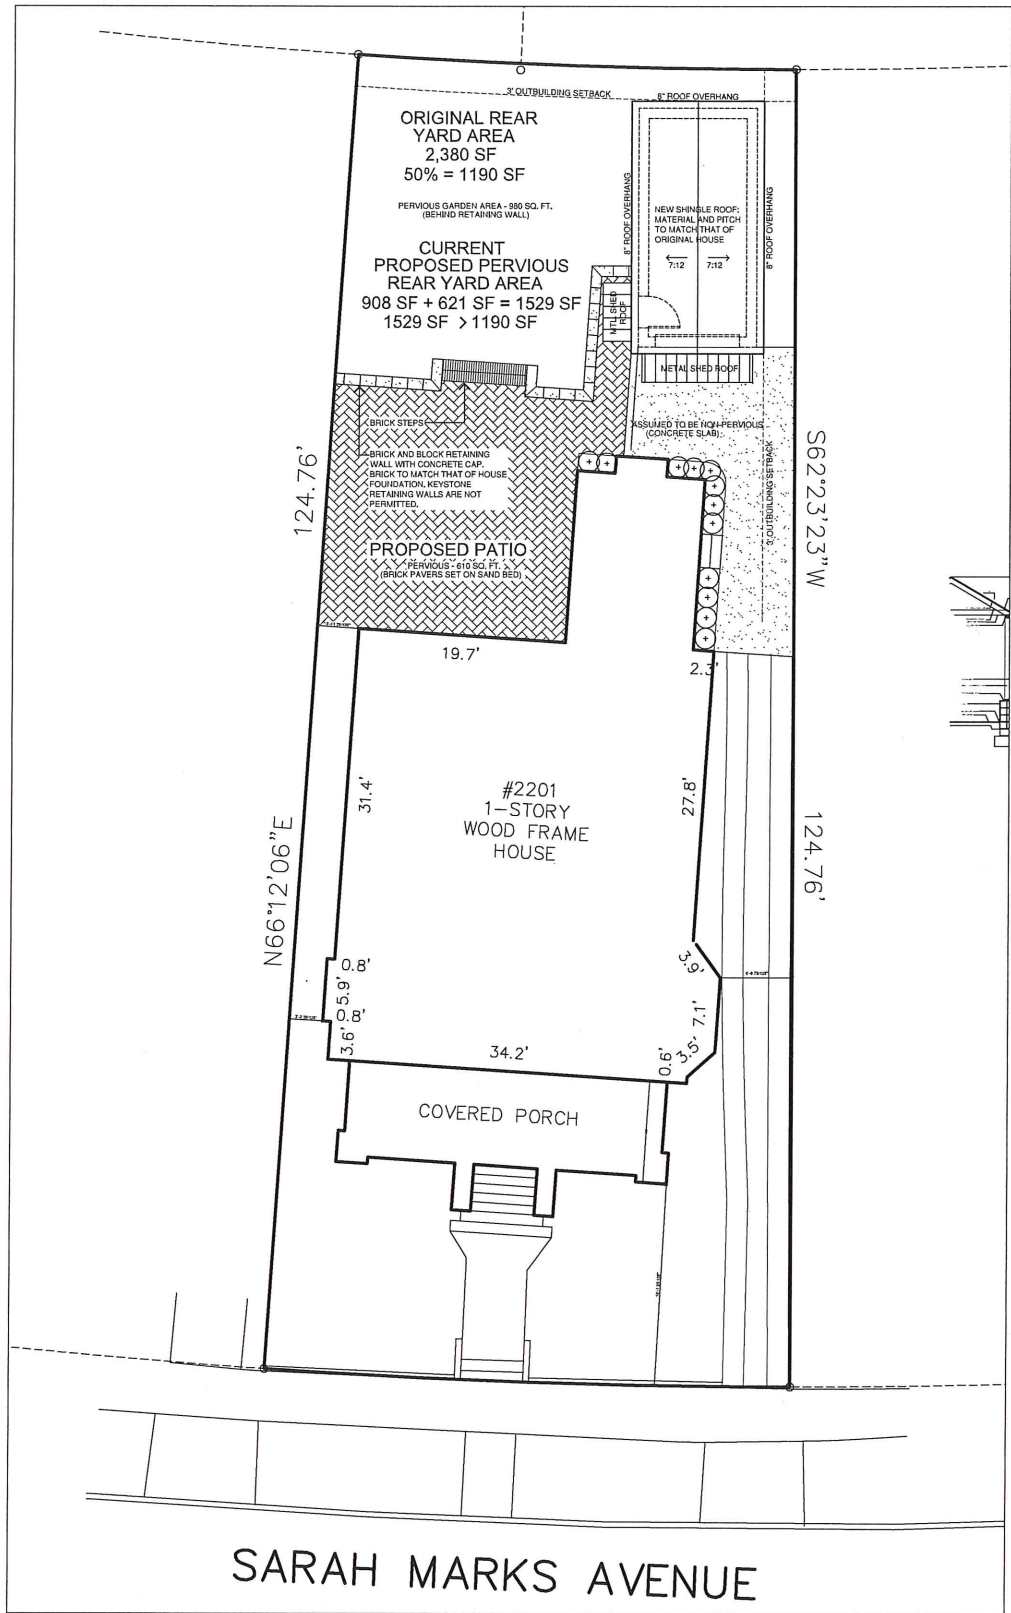 3' OUTBUILDING SETBACK
8" ROOF OVERHANG
ORIGINAL REAR
YARD AREA
2,380 SF
50% = 1190 SF
PERVIOUS GARDEN AREA - 980 SQ. FT.
(BEHIND RETAINING WALL)
8" ROOF OVERHANG
NEW SHINGLE ROOF:
MATERIAL AND PITCH
TO MATCH THAT OF
ORIGINAL HOUSE
7:12 7:12
8" ROOF OVERHANG
CURRENT
PROPOSED PERVIOUS
REAR YARD AREA
908 SF + 621 SF = 1529 SF
1529 SF > 1190 SF
MTL SHED
ROOF
METAL SHED ROOF
BRICK STEPS
ASSUMED TO BE NON-PERVIOUS
(CONCRETE SLAB)
BRICK AND BLOCK RETAINING
WALL WITH CONCRETE CAP.
BRICK TO MATCH THAT OF HOUSE
FOUNDATION. KEYSTONE
RETAINING WALLS ARE NOT
PERMITTED.
3' OUTBUILDING SETBACK
124.76'
S62°23'23"W
PROPOSED PATIO
PERVIOUS - 610 SQ. FT.
(BRICK PAVERS SET ON SAND BED)
19.7'
2.3'
31.4'
27.8'
#2201
1-STORY
WOOD FRAME
HOUSE
N66°12'06"E
124.76'
0.8'
5.9'
0.8'
3.6'
3.9'
7.1'
3.5'
0.6'
34.2'
COVERED PORCH
SARAH MARKS AVENUE